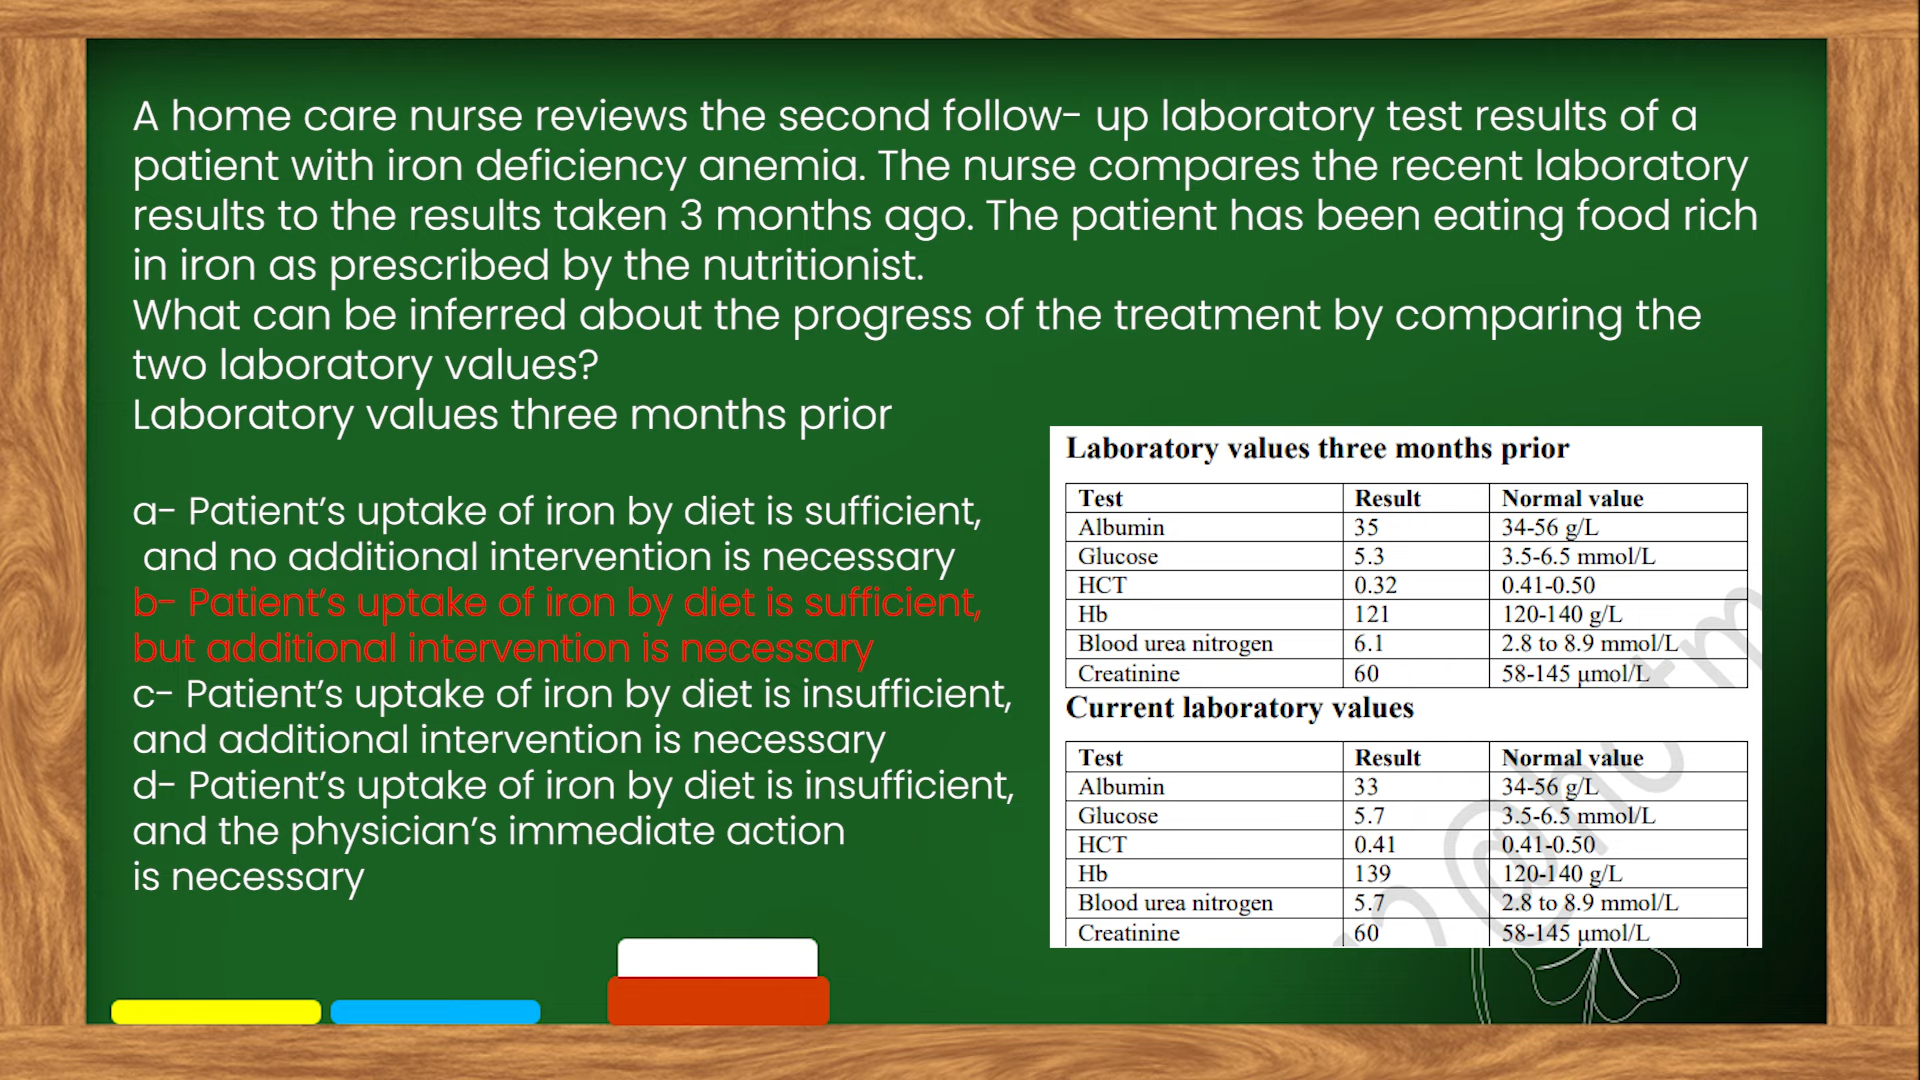 A home care nurse reviews the second follow- up laboratory test results of a
patient with iron deficiency anemia. The nurse compares the recent laboratory
results to the results taken 3 months ago. The patient has been eating food rich
in iron as prescribed by the nutritionist.
What can be inferred about the progress of the treatment by comparing the
two laboratory values?
Laboratory values three months prior
a- Patient’s uptake of iron by diet is sufficient,
and no additional intervention is necessary
b- Patient’s uptake of iron by diet is sufficient,
but additional intervention is necessary
c- Patient’s uptake of iron by diet is insufficient,
and additional intervention is necessary
d- Patient’s uptake of iron by diet is insufficient,
and the physician’s immediate action
is necessary
Laboratory values three months prior
Test Result Normal value
Albumin 35 34-56 g/L
Glucose 5.3 3.5-6.5 mmol/L
HCT 0.32 0.41-0.50
Hb 121 120-140 g/L
Blood urea nitrogen 6.1 2.8 to 8.9 mmol/L
Creatinine 60 58-145 µmol/L
Current laboratory values
Test Result Normal value
Albumin 33 34-56 g/L
Glucose 5.7 3.5-6.5 mmol/L
HCT 0.41 0.41-0.50
Hb 139 120-140 g/L
Blood urea nitrogen 5.7 2.8 to 8.9 mmol/L
Creatinine 60 58-145 µmol/L